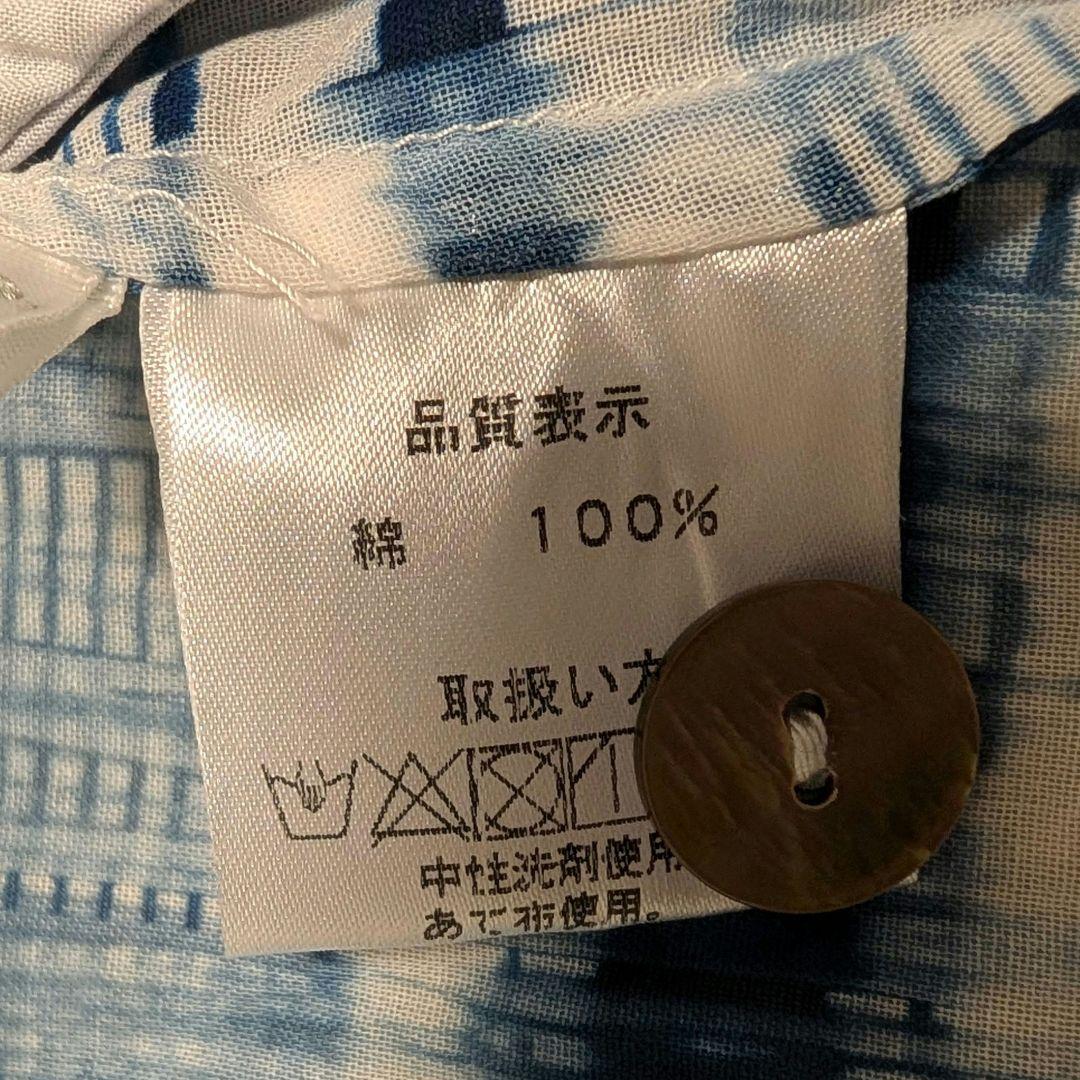 品質表示
綿 100%
取扱い方
中性洗剤使用
あて布使用。